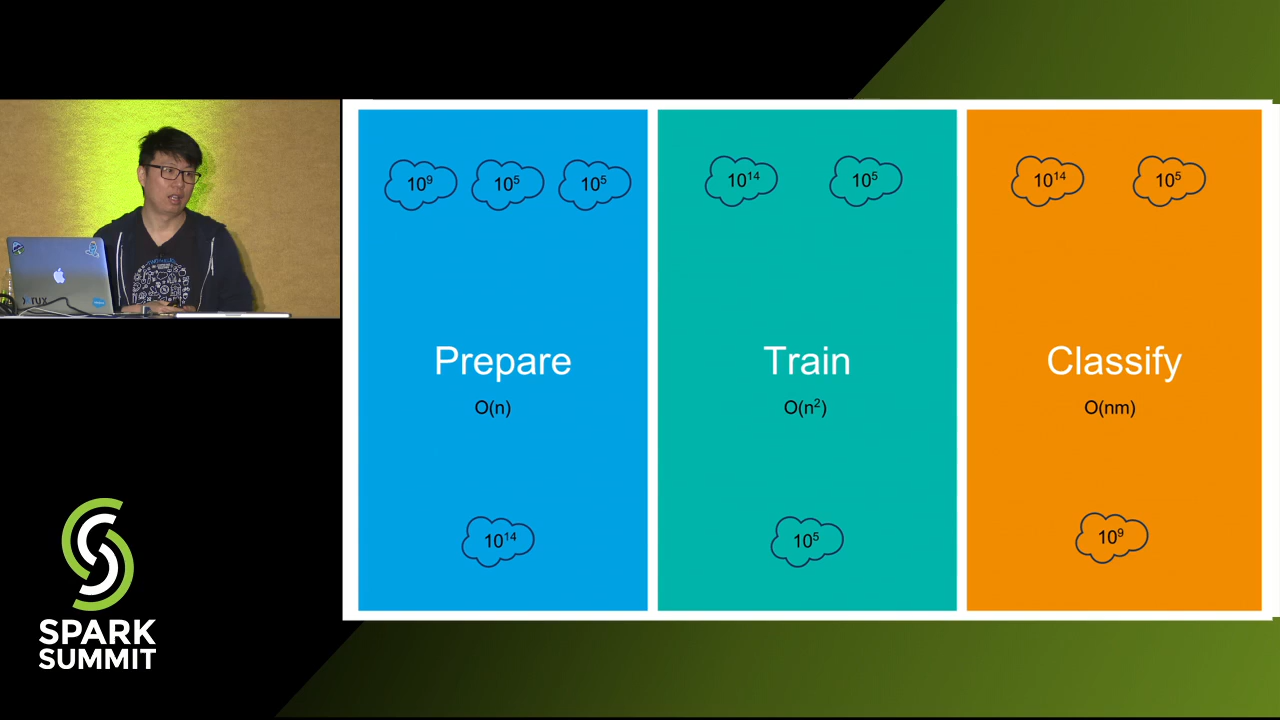 10⁹ 10⁵ 10⁵
Prepare
O(n)
10¹⁴
10¹⁴ 10⁵
Train
O(n²)
10⁵
10¹⁴ 10⁵
Classify
O(nm)
10⁹
SPARK
SUMMIT